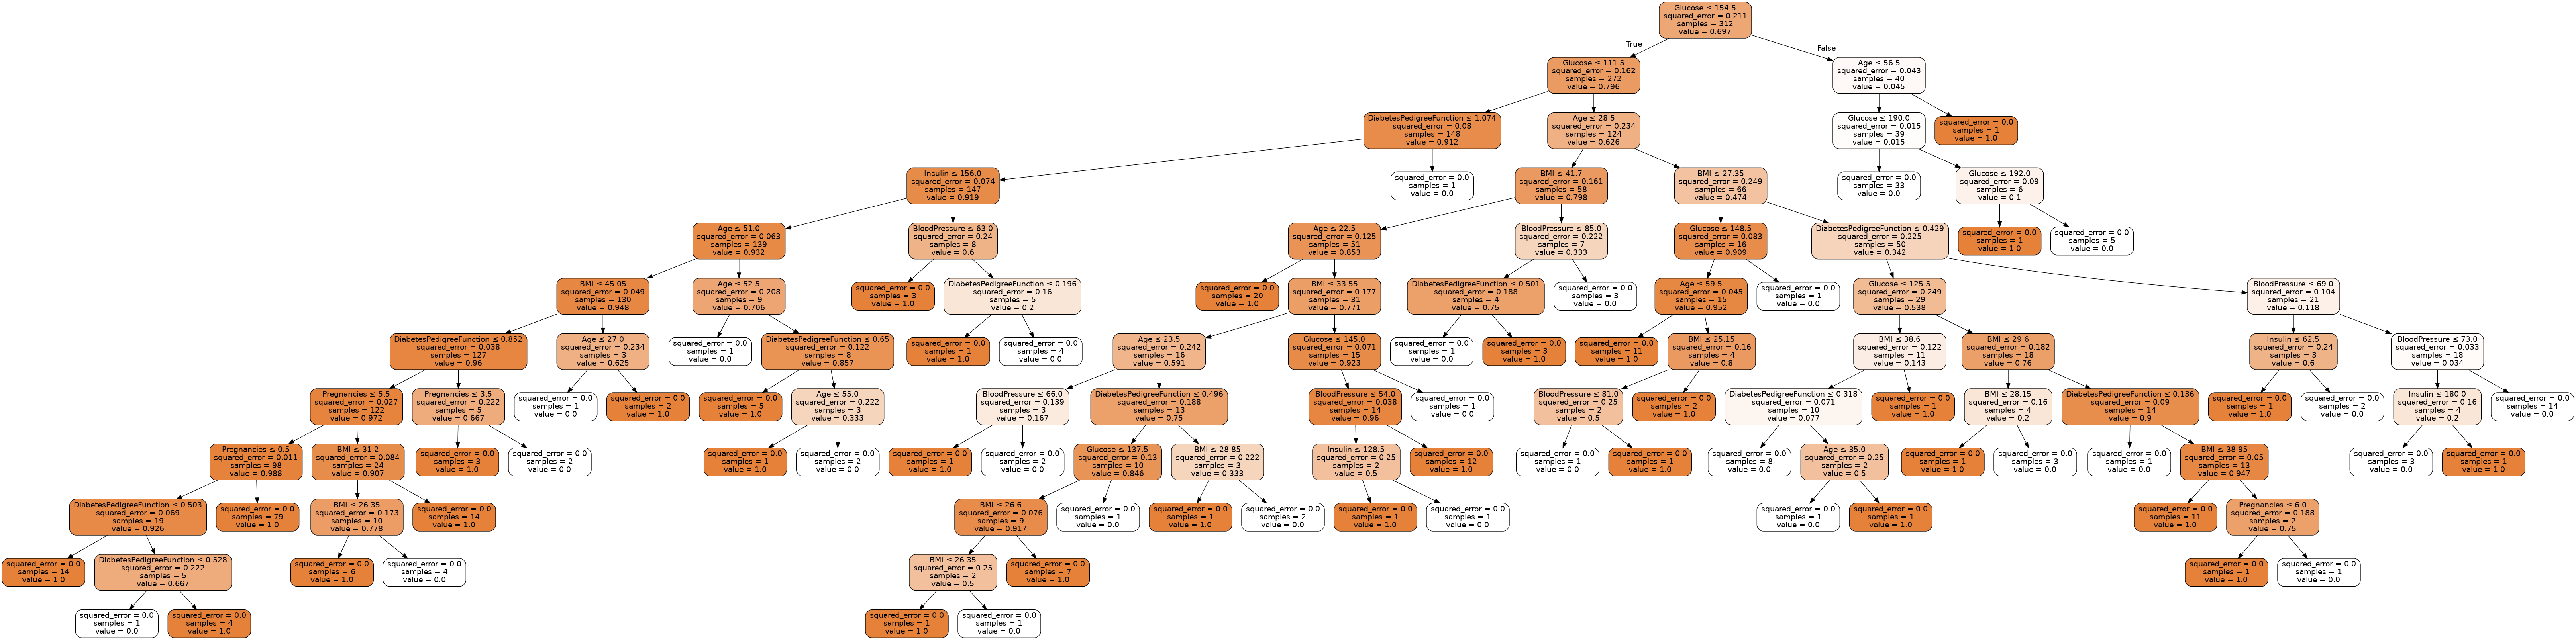 Glucose ≤ 154.5
squared_error = 0.211
samples = 312
value = 0.697
True
False
Glucose ≤ 111.5
squared_error = 0.162
samples = 272
value = 0.796
Age ≤ 56.5
squared_error = 0.043
samples = 40
value = 0.045
DiabetesPedigreeFunction ≤ 1.074
squared_error = 0.08
samples = 148
value = 0.912
Age ≤ 28.5
squared_error = 0.234
samples = 124
value = 0.626
Glucose ≤ 190.0
squared_error = 0.015
samples = 39
value = 0.015
squared_error = 0.0
samples = 1
value = 1.0
Insulin ≤ 156.0
squared_error = 0.074
samples = 147
value = 0.919
squared_error = 0.0
samples = 1
value = 0.0
BMI ≤ 41.7
squared_error = 0.161
samples = 58
value = 0.798
BMI ≤ 27.35
squared_error = 0.249
samples = 66
value = 0.474
squared_error = 0.0
samples = 33
value = 0.0
Glucose ≤ 192.0
squared_error = 0.09
samples = 6
value = 0.1
Age ≤ 51.0
squared_error = 0.063
samples = 139
value = 0.932
BloodPressure ≤ 63.0
squared_error = 0.24
samples = 8
value = 0.6
Age ≤ 22.5
squared_error = 0.125
samples = 51
value = 0.853
BloodPressure ≤ 85.0
squared_error = 0.222
samples = 7
value = 0.333
Glucose ≤ 148.5
squared_error = 0.083
samples = 16
value = 0.909
DiabetesPedigreeFunction ≤ 0.429
squared_error = 0.225
samples = 50
value = 0.342
squared_error = 0.0
samples = 1
value = 1.0
squared_error = 0.0
samples = 5
value = 0.0
BMI ≤ 45.05
squared_error = 0.049
samples = 130
value = 0.948
Age ≤ 52.5
squared_error = 0.208
samples = 9
value = 0.706
squared_error = 0.0
samples = 3
value = 1.0
DiabetesPedigreeFunction ≤ 0.196
squared_error = 0.16
samples = 5
value = 0.2
squared_error = 0.0
samples = 20
value = 1.0
BMI ≤ 33.55
squared_error = 0.177
samples = 31
value = 0.771
DiabetesPedigreeFunction ≤ 0.501
squared_error = 0.188
samples = 4
value = 0.75
squared_error = 0.0
samples = 3
value = 0.0
Age ≤ 59.5
squared_error = 0.045
samples = 15
value = 0.952
squared_error = 0.0
samples = 1
value = 0.0
Glucose ≤ 125.5
squared_error = 0.249
samples = 29
value = 0.538
BloodPressure ≤ 69.0
squared_error = 0.104
samples = 21
value = 0.118
DiabetesPedigreeFunction ≤ 0.852
squared_error = 0.038
samples = 127
value = 0.96
Age ≤ 27.0
squared_error = 0.234
samples = 3
value = 0.625
squared_error = 0.0
samples = 1
value = 0.0
DiabetesPedigreeFunction ≤ 0.65
squared_error = 0.122
samples = 8
value = 0.857
squared_error = 0.0
samples = 1
value = 1.0
squared_error = 0.0
samples = 4
value = 0.0
Age ≤ 23.5
squared_error = 0.242
samples = 16
value = 0.591
Glucose ≤ 145.0
squared_error = 0.071
samples = 15
value = 0.923
squared_error = 0.0
samples = 1
value = 0.0
squared_error = 0.0
samples = 3
value = 1.0
squared_error = 0.0
samples = 11
value = 1.0
BMI ≤ 25.15
squared_error = 0.16
samples = 4
value = 0.8
BMI ≤ 38.6
squared_error = 0.122
samples = 11
value = 0.143
BMI ≤ 29.6
squared_error = 0.182
samples = 18
value = 0.76
Insulin ≤ 62.5
squared_error = 0.24
samples = 3
value = 0.6
BloodPressure ≤ 73.0
squared_error = 0.033
samples = 18
value = 0.034
Pregnancies ≤ 5.5
squared_error = 0.027
samples = 122
value = 0.972
Pregnancies ≤ 3.5
squared_error = 0.222
samples = 5
value = 0.667
squared_error = 0.0
samples = 1
value = 0.0
squared_error = 0.0
samples = 2
value = 1.0
squared_error = 0.0
samples = 5
value = 1.0
Age ≤ 55.0
squared_error = 0.222
samples = 3
value = 0.333
BloodPressure ≤ 66.0
squared_error = 0.139
samples = 3
value = 0.167
DiabetesPedigreeFunction ≤ 0.496
squared_error = 0.188
samples = 13
value = 0.75
BloodPressure ≤ 54.0
squared_error = 0.038
samples = 14
value = 0.96
squared_error = 0.0
samples = 1
value = 0.0
BloodPressure ≤ 81.0
squared_error = 0.25
samples = 2
value = 0.5
squared_error = 0.0
samples = 2
value = 1.0
DiabetesPedigreeFunction ≤ 0.318
squared_error = 0.071
samples = 10
value = 0.077
squared_error = 0.0
samples = 1
value = 1.0
BMI ≤ 28.15
squared_error = 0.16
samples = 4
value = 0.2
DiabetesPedigreeFunction ≤ 0.136
squared_error = 0.09
samples = 14
value = 0.9
squared_error = 0.0
samples = 1
value = 1.0
squared_error = 0.0
samples = 2
value = 0.0
Insulin ≤ 180.0
squared_error = 0.16
samples = 4
value = 0.2
squared_error = 0.0
samples = 14
value = 0.0
Pregnancies ≤ 0.5
squared_error = 0.011
samples = 98
value = 0.988
BMI ≤ 31.2
squared_error = 0.084
samples = 24
value = 0.907
squared_error = 0.0
samples = 3
value = 1.0
squared_error = 0.0
samples = 2
value = 0.0
squared_error = 0.0
samples = 1
value = 1.0
squared_error = 0.0
samples = 2
value = 0.0
squared_error = 0.0
samples = 1
value = 1.0
squared_error = 0.0
samples = 2
value = 0.0
Glucose ≤ 137.5
squared_error = 0.13
samples = 10
value = 0.846
BMI ≤ 28.85
squared_error = 0.222
samples = 3
value = 0.333
Insulin ≤ 128.5
squared_error = 0.25
samples = 2
value = 0.5
squared_error = 0.0
samples = 12
value = 1.0
squared_error = 0.0
samples = 1
value = 0.0
squared_error = 0.0
samples = 1
value = 1.0
squared_error = 0.0
samples = 8
value = 0.0
Age ≤ 35.0
squared_error = 0.25
samples = 2
value = 0.5
squared_error = 0.0
samples = 1
value = 1.0
squared_error = 0.0
samples = 3
value = 0.0
squared_error = 0.0
samples = 1
value = 0.0
BMI ≤ 38.95
squared_error = 0.05
samples = 13
value = 0.947
squared_error = 0.0
samples = 3
value = 0.0
squared_error = 0.0
samples = 1
value = 1.0
DiabetesPedigreeFunction ≤ 0.503
squared_error = 0.069
samples = 19
value = 0.926
squared_error = 0.0
samples = 79
value = 1.0
BMI ≤ 26.35
squared_error = 0.173
samples = 10
value = 0.778
squared_error = 0.0
samples = 14
value = 1.0
BMI ≤ 26.6
squared_error = 0.076
samples = 9
value = 0.917
squared_error = 0.0
samples = 1
value = 0.0
squared_error = 0.0
samples = 1
value = 1.0
squared_error = 0.0
samples = 2
value = 0.0
squared_error = 0.0
samples = 1
value = 1.0
squared_error = 0.0
samples = 1
value = 0.0
squared_error = 0.0
samples = 1
value = 0.0
squared_error = 0.0
samples = 1
value = 1.0
squared_error = 0.0
samples = 11
value = 1.0
Pregnancies ≤ 6.0
squared_error = 0.188
samples = 2
value = 0.75
squared_error = 0.0
samples = 14
value = 1.0
DiabetesPedigreeFunction ≤ 0.528
squared_error = 0.222
samples = 5
value = 0.667
squared_error = 0.0
samples = 6
value = 1.0
squared_error = 0.0
samples = 4
value = 0.0
BMI ≤ 26.35
squared_error = 0.25
samples = 2
value = 0.5
squared_error = 0.0
samples = 7
value = 1.0
squared_error = 0.0
samples = 1
value = 1.0
squared_error = 0.0
samples = 1
value = 0.0
squared_error = 0.0
samples = 1
value = 0.0
squared_error = 0.0
samples = 4
value = 1.0
squared_error = 0.0
samples = 1
value = 1.0
squared_error = 0.0
samples = 1
value = 0.0